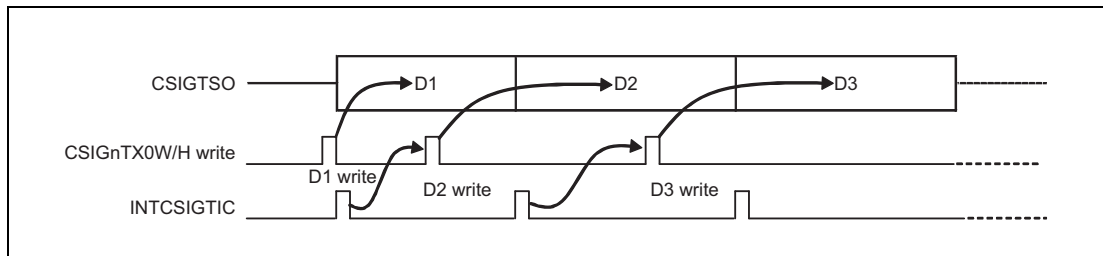 CSIGTSO D1 D2 D3
CSIGnTX0W/H write
D1 write D2 write D3 write
INTCSIGTIC